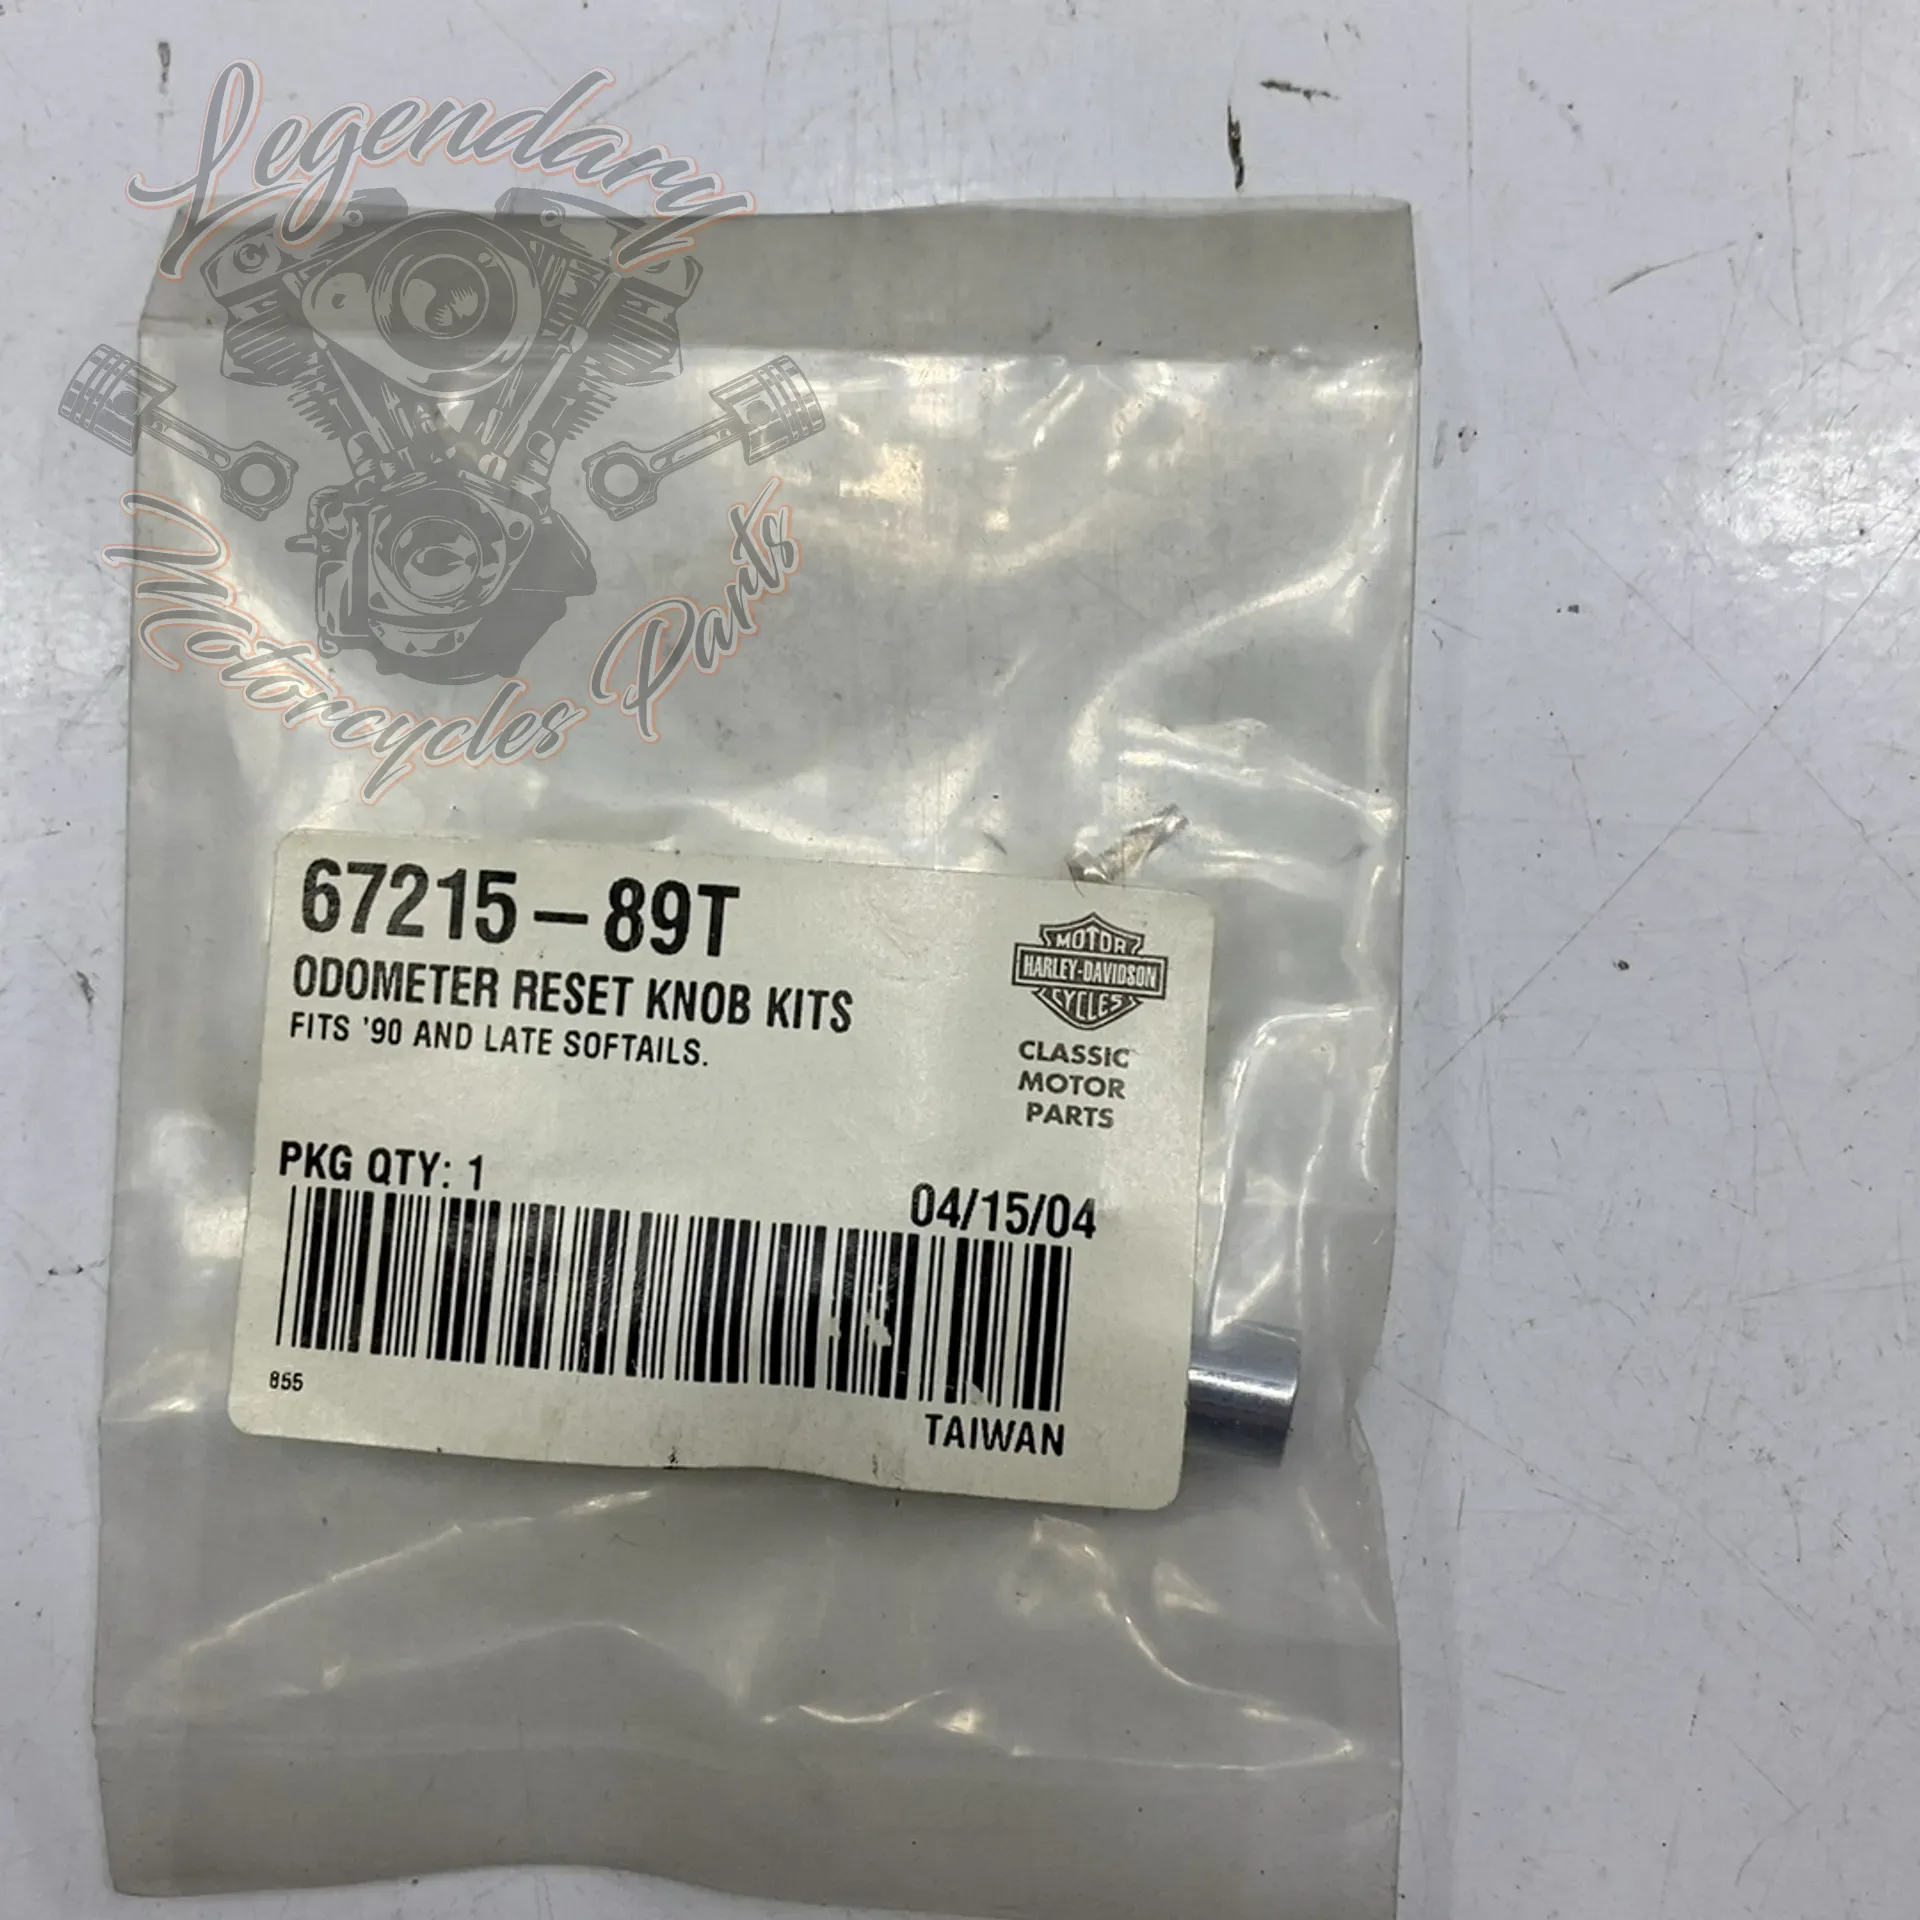 Legendary
Motorcycles Parts
67215-89T
ODOMETER RESET KNOB KITS
FITS '90 AND LATE SOFTAILS.
MOTOR
HARLEY-DAVIDSON
CYCLES
CLASSIC
MOTOR
PARTS
PKG QTY: 1
04/15/04
855
TAIWAN